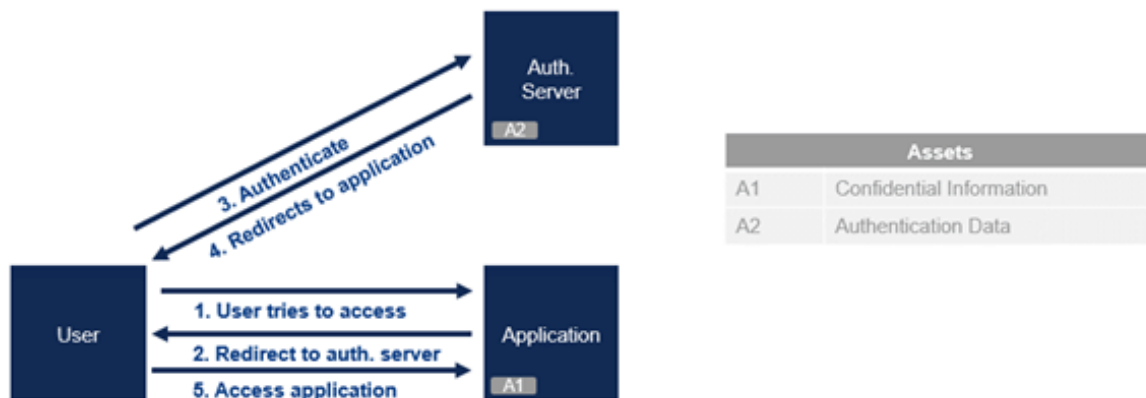 Auth.
Server
A2
3. Authenticate
4. Redirects to application
Assets
A1 Confidential Information
A2 Authentication Data
User
1. User tries to access
2. Redirect to auth. server
5. Access application
Application
A1